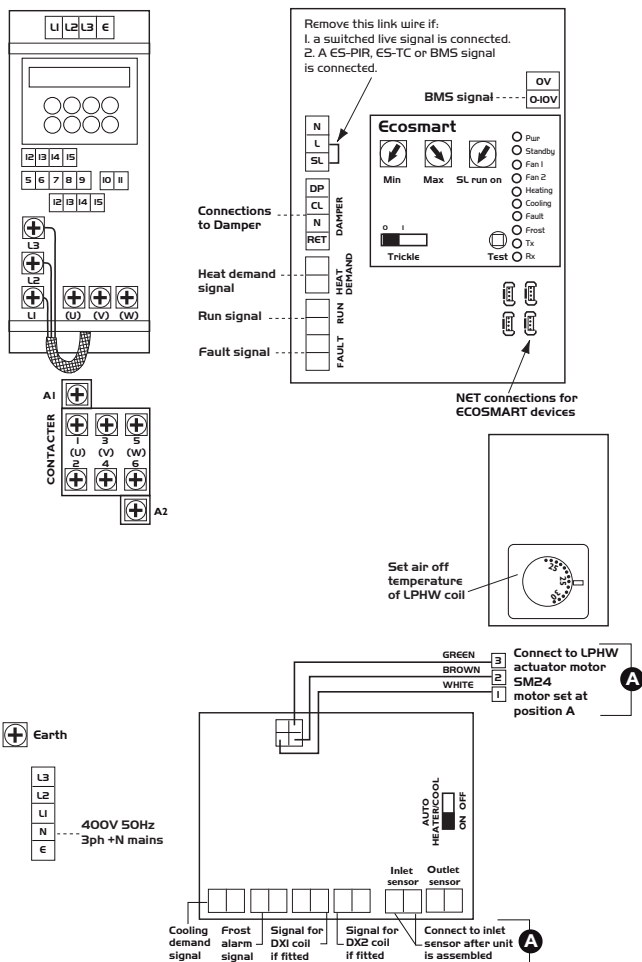 L1 L2 L3 E
12 13 14 15
5 6 7 8 9 10 11
12 13 14 15
L3
L2
L1 (U) (V) (W)
A1
CONTACTER
1 3 5
(U) (V) (W)
2 4 6
A2
Remove this link wire if:
1. a switched live signal is connected.
2. A ES-PIR, ES-TC or BMS signal
is connected.
BMS signal
0V
0-10V
N
L
SL
Ecosmart
Min Max SL run on
Pwr
Standby
Fan 1
Fan 2
Heating
Cooling
Fault
Frost
Tx
Rx
0 1
Trickle
Test
Connections
to Damper
DP
CL
N
RET
DAMPER
Heat demand
signal
HEAT
DEMAND
Run signal
RUN
Fault signal
FAULT
NET connections for
ECOSMART devices
Set air off
temperature
of LPHW coil
25
25
30
GREEN 3
BROWN 2
WHITE 1
Connect to LPHW
actuator motor
SM24
motor set at
position A
A
Earth
L3
L2
L1
N
E
400V 50Hz
3ph +N mains
AUTO
HEATER/COOL
ON OFF
Inlet
sensor
Outlet
sensor
Cooling
demand
signal
Frost
alarm
signal
Signal for
DX1 coil
if fitted
Signal for
DX2 coil
if fitted
Connect to inlet
sensor after unit
is assembled
A